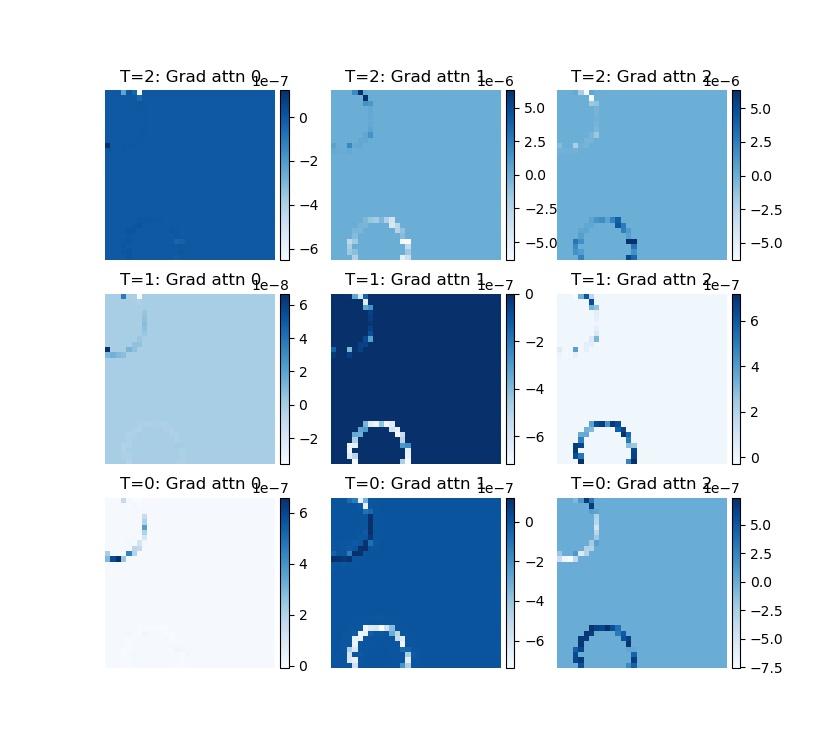 T=2: Grad attn 0
1e−7
0
−2
−4
−6
T=2: Grad attn 1
1e−6
5.0
2.5
0.0
−2.5
−5.0
T=2: Grad attn 2
1e−6
5.0
2.5
0.0
−2.5
−5.0
T=1: Grad attn 0
1e−8
6
4
2
0
−2
T=1: Grad attn 1
1e−7
0
−2
−4
−6
T=1: Grad attn 2
1e−7
6
4
2
0
T=0: Grad attn 0
1e−7
6
4
2
0
T=0: Grad attn 1
1e−7
0
−2
−4
−6
T=0: Grad attn 2
1e−7
5.0
2.5
0.0
−2.5
−5.0
−7.5